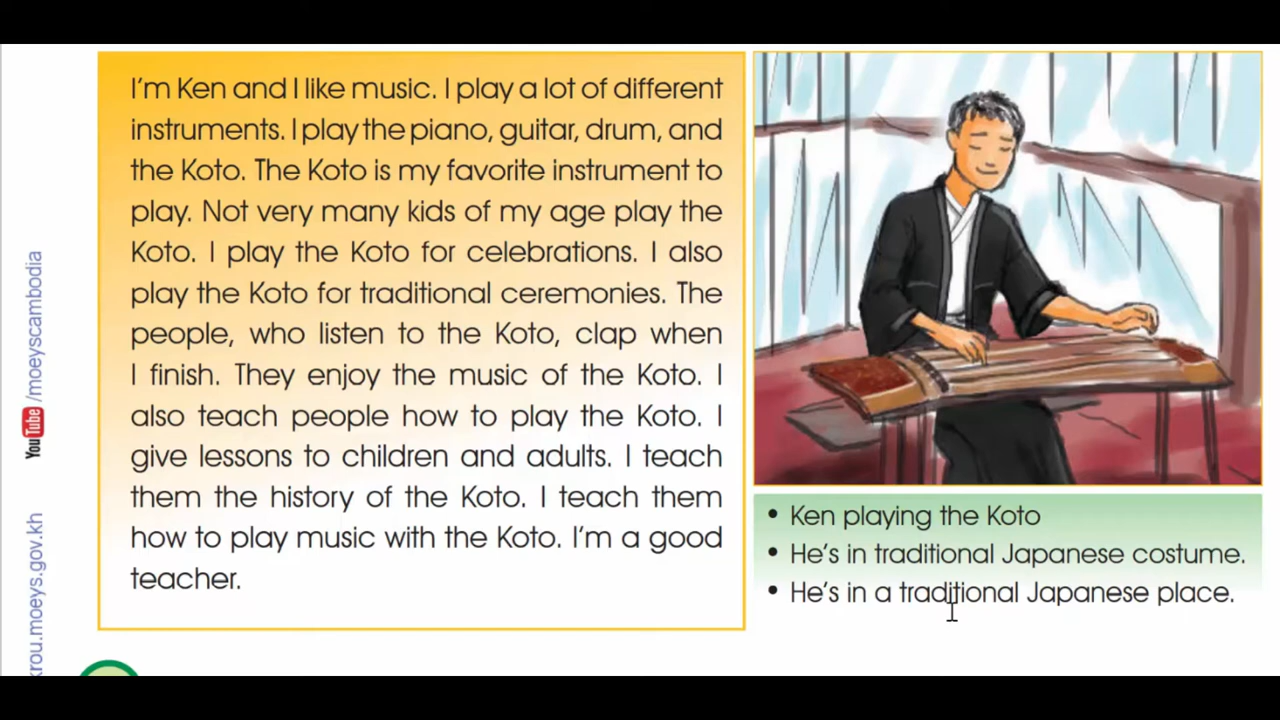 I'm Ken and I like music. I play a lot of different
instruments. I play the piano, guitar, drum, and
the Koto. The Koto is my favorite instrument to
play. Not very many kids of my age play the
Koto. I play the Koto for celebrations. I also
play the Koto for traditional ceremonies. The
people, who listen to the Koto, clap when
I finish. They enjoy the music of the Koto. I
also teach people how to play the Koto. I
give lessons to children and adults. I teach
them the history of the Koto. I teach them
how to play music with the Koto. I'm a good
teacher.
• Ken playing the Koto
• He's in traditional Japanese costume.
• He's in a traditional Japanese place.
YouTube /moeyscambodia
krou.moeys.gov.kh